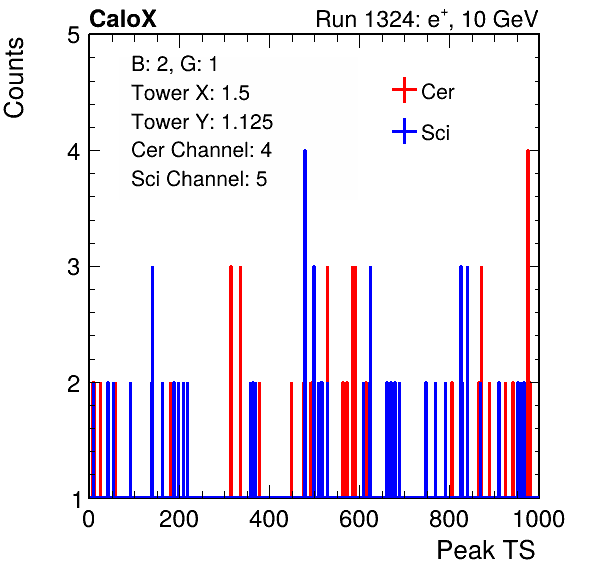 CaloX Run 1324: e⁺, 10 GeV
Counts
B: 2, G: 1
Tower X: 1.5
Tower Y: 1.125
Cer Channel: 4
Sci Channel: 5
Cer
Sci
5
4
3
2
1
0 200 400 600 800 1000
Peak TS